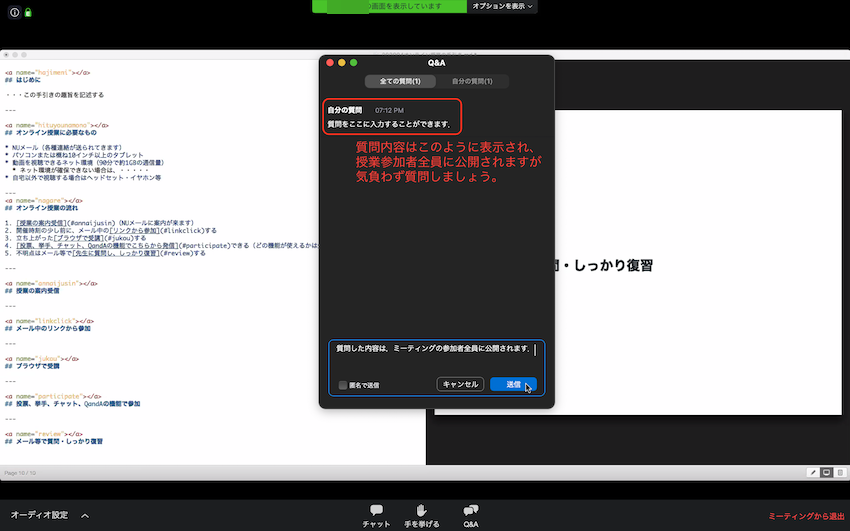 の画面を表示しています
オプションを表示
<a name="hajimeni"></a>
## はじめに
・・・この手引きの趣旨を記述する
---
<a name="hituyounamono"></a>
## オンライン授業に必要なもの
* NUメール（各種連絡が送られてきます）
* パソコンまたは概ね10インチ以上のタブレット
* 動画を視聴できるネット環境（90分で約1GBの通信量）
* ネット環境が確保できない場合は、・・・・・
* 自宅以外で視聴する場合はヘッドセット・イヤホン等
---
<a name="nagare"></a>
## オンライン授業の流れ
1. [授業の案内受信](#annaijusin)（NUメールに案内が来ます）
2. 開催時刻の少し前に、メール中の[リンクから参加](#linkclick)する
3. 立ち上がった[ブラウザで受講](#jukou)する
4. [投票、挙手、チャット、QandAの機能でこちらから発信](#participate)できる（どの機能が使えるかは
5. 不明点はメール等で[先生に質問し、しっかり復習](#review)する
---
<a name="annaijusin"></a>
## 授業の案内受信
---
<a name="linkclick"></a>
## メール中のリンクから参加
---
<a name="jukou"></a>
## ブラウザで受講
---
<a name="participate"></a>
## 投票、挙手、チャット、QandAの機能で参加
---
<a name="review"></a>
## メール等で質問・しっかり復習
Page 10 / 10
Q&A
全ての質問(1)
自分の質問(1)
自分の質問 07:12 PM
質問をここに入力することができます．
質問内容はこのように表示され、
授業参加者全員に公開されますが
気負わず質問しましょう。
質問した内容は、ミーティングの参加者全員に公開されます．
匿名で送信
キャンセル
送信
・しっかり復習
オーディオ設定
チャット
手を挙げる
Q&A
ミーティングから退出